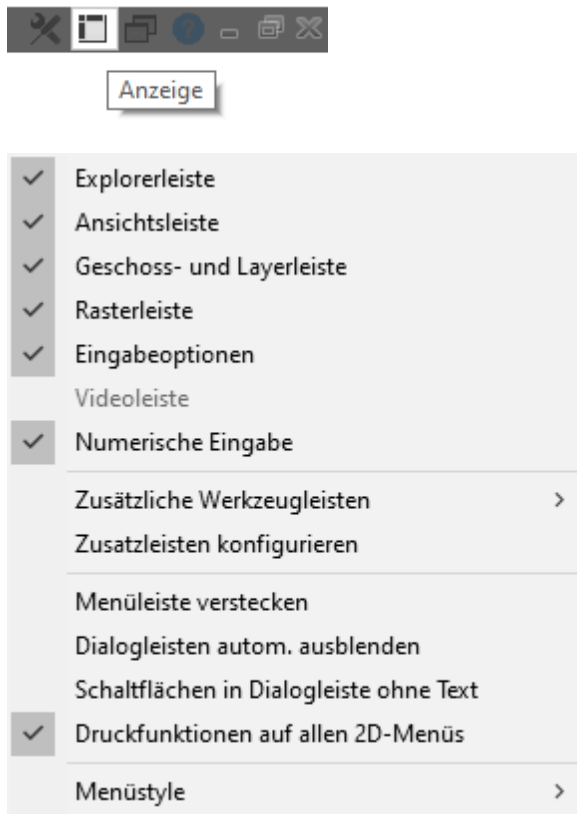 Anzeige
Explorerleiste
Ansichtsleiste
Geschoss- und Layerleiste
Rasterleiste
Eingabeoptionen
Videoleiste
Numerische Eingabe
Zusätzliche Werkzeugleisten
Zusatzleisten konfigurieren
Menüleiste verstecken
Dialogleisten autom. ausblenden
Schaltflächen in Dialogleiste ohne Text
Druckfunktionen auf allen 2D-Menüs
Menüstyle